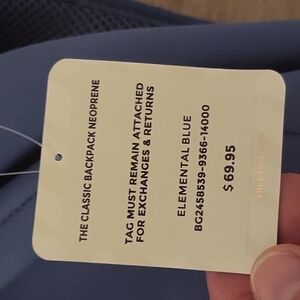 THE CLASSIC BACKPACK NEOPRENE
TAG MUST REMAIN ATTACHED
FOR EXCHANGES & RETURNS
ELEMENTAL BLUE
BG2458539-9366-14000
$ 69.95